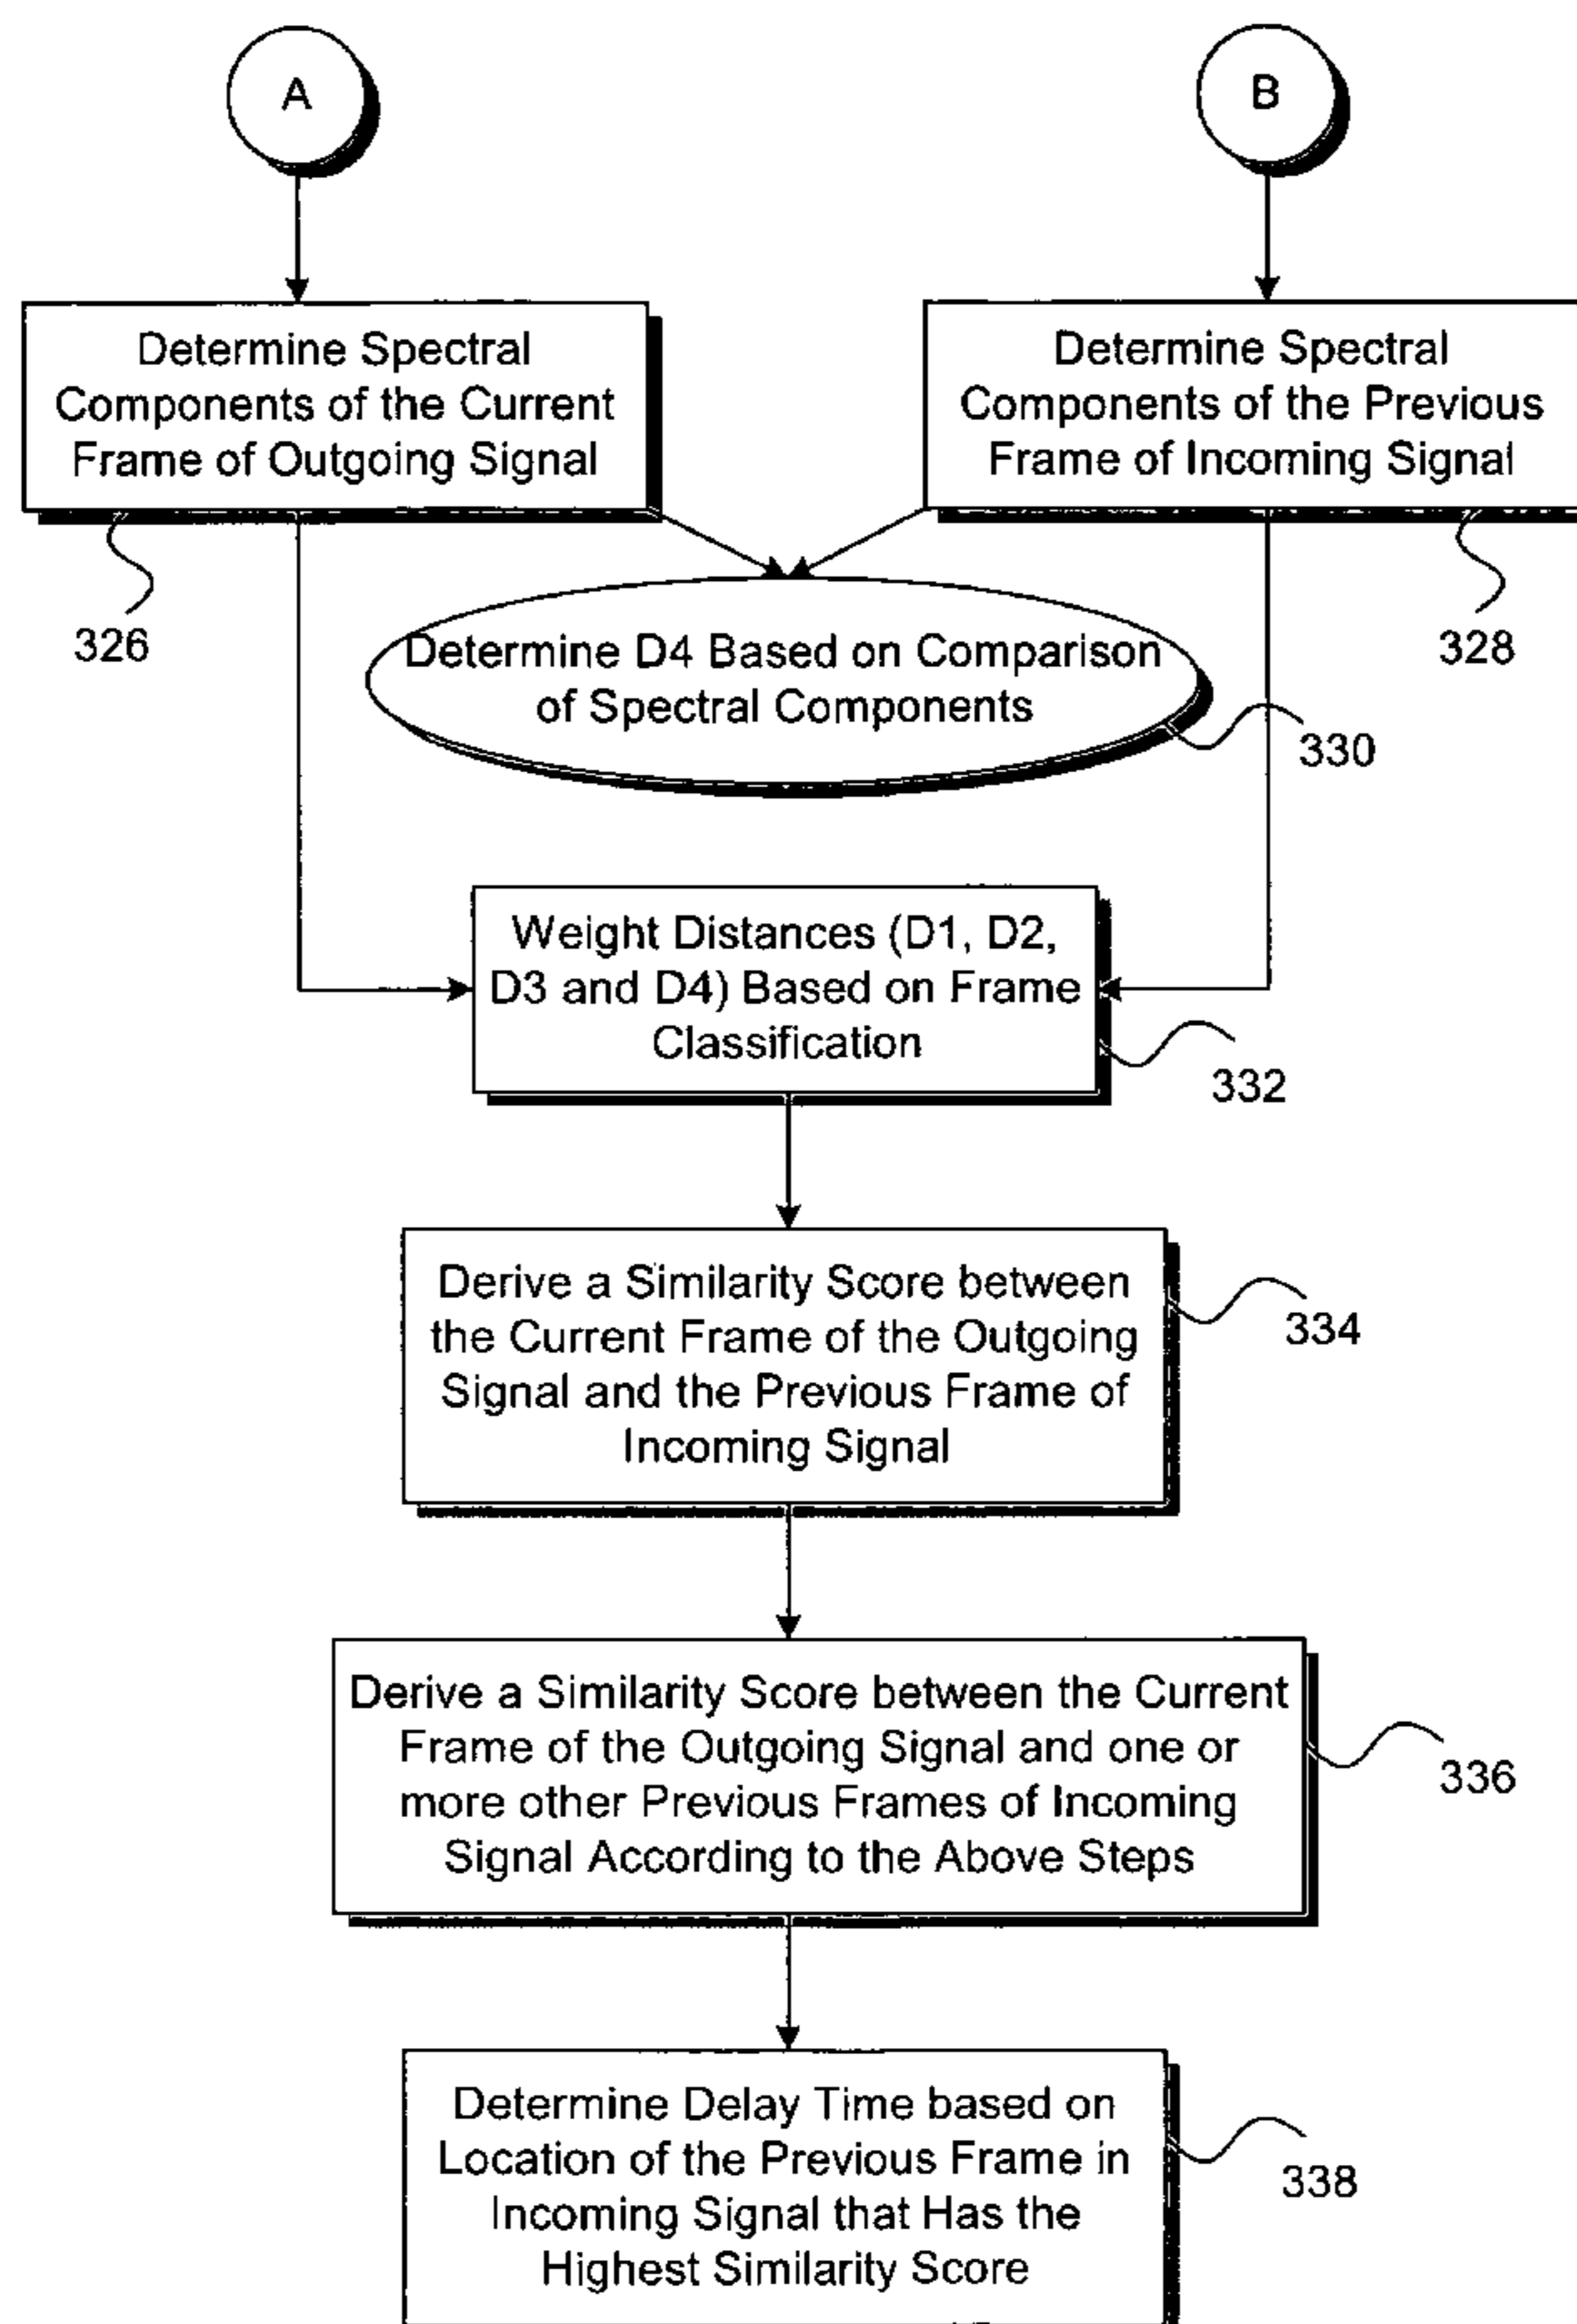 A
B
Determine Spectral
Components of the Current
Frame of Outgoing Signal
Determine Spectral
Components of the Previous
Frame of Incoming Signal
326
328
Determine D4 Based on Comparison
of Spectral Components
330
Weight Distances (D1, D2,
D3 and D4) Based on Frame
Classification
332
Derive a Similarity Score between
the Current Frame of the Outgoing
Signal and the Previous Frame of
Incoming Signal
334
Derive a Similarity Score between the Current
Frame of the Outgoing Signal and one or
more other Previous Frames of Incoming
Signal According to the Above Steps
336
Determine Delay Time based on
Location of the Previous Frame in
Incoming Signal that Has the
Highest Similarity Score
338